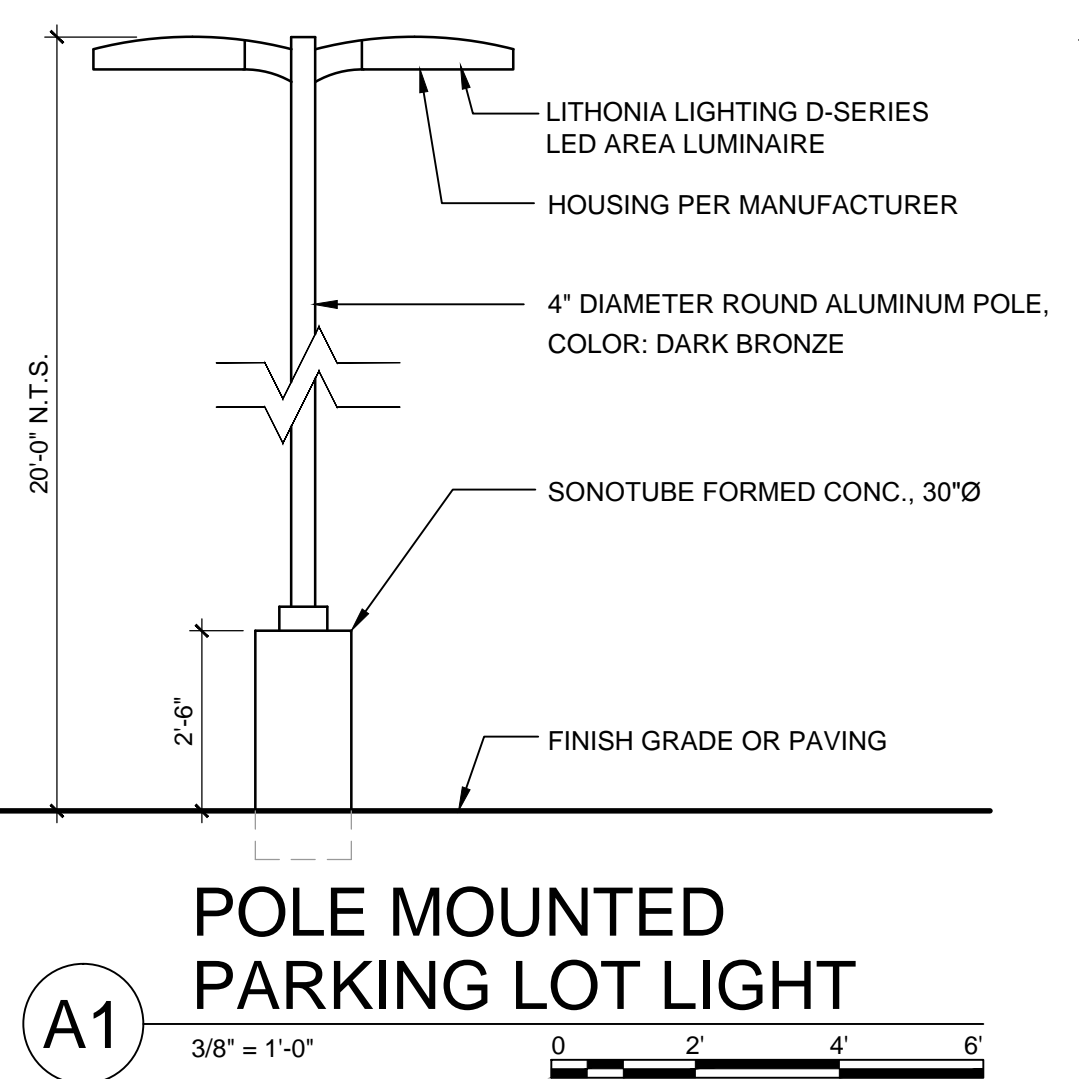 LITHONIA LIGHTING D-SERIES
LED AREA LUMINAIRE
HOUSING PER MANUFACTURER
4" DIAMETER ROUND ALUMINUM POLE,
COLOR: DARK BRONZE
20'-0" N.T.S.
SONOTUBE FORMED CONC., 30"Ø
2'-6"
FINISH GRADE OR PAVING
POLE MOUNTED
PARKING LOT LIGHT
A1
3/8" = 1'-0"
0 2' 4' 6'